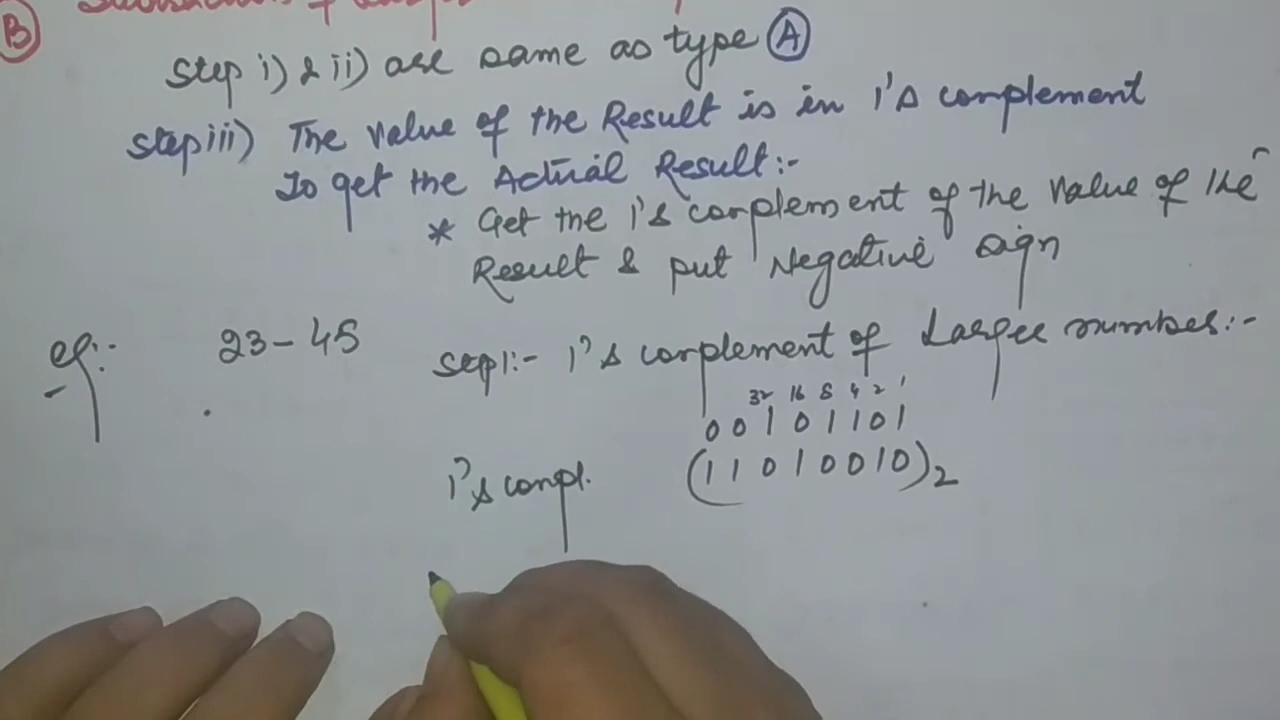 B
Step i) & ii) are same as type A
Step iii) The value of the Result is in 1's complement
To get the Actual Result:-
* Get the 1's complement of the value of the
Result & put Negative sign
eg:- 23-45 Step1:- 1's complement of Larger number:-
32 16 8 4 2 1
0 0 1 0 1 1 0 1
1's compl. (1 1 0 1 0 0 1 0)2